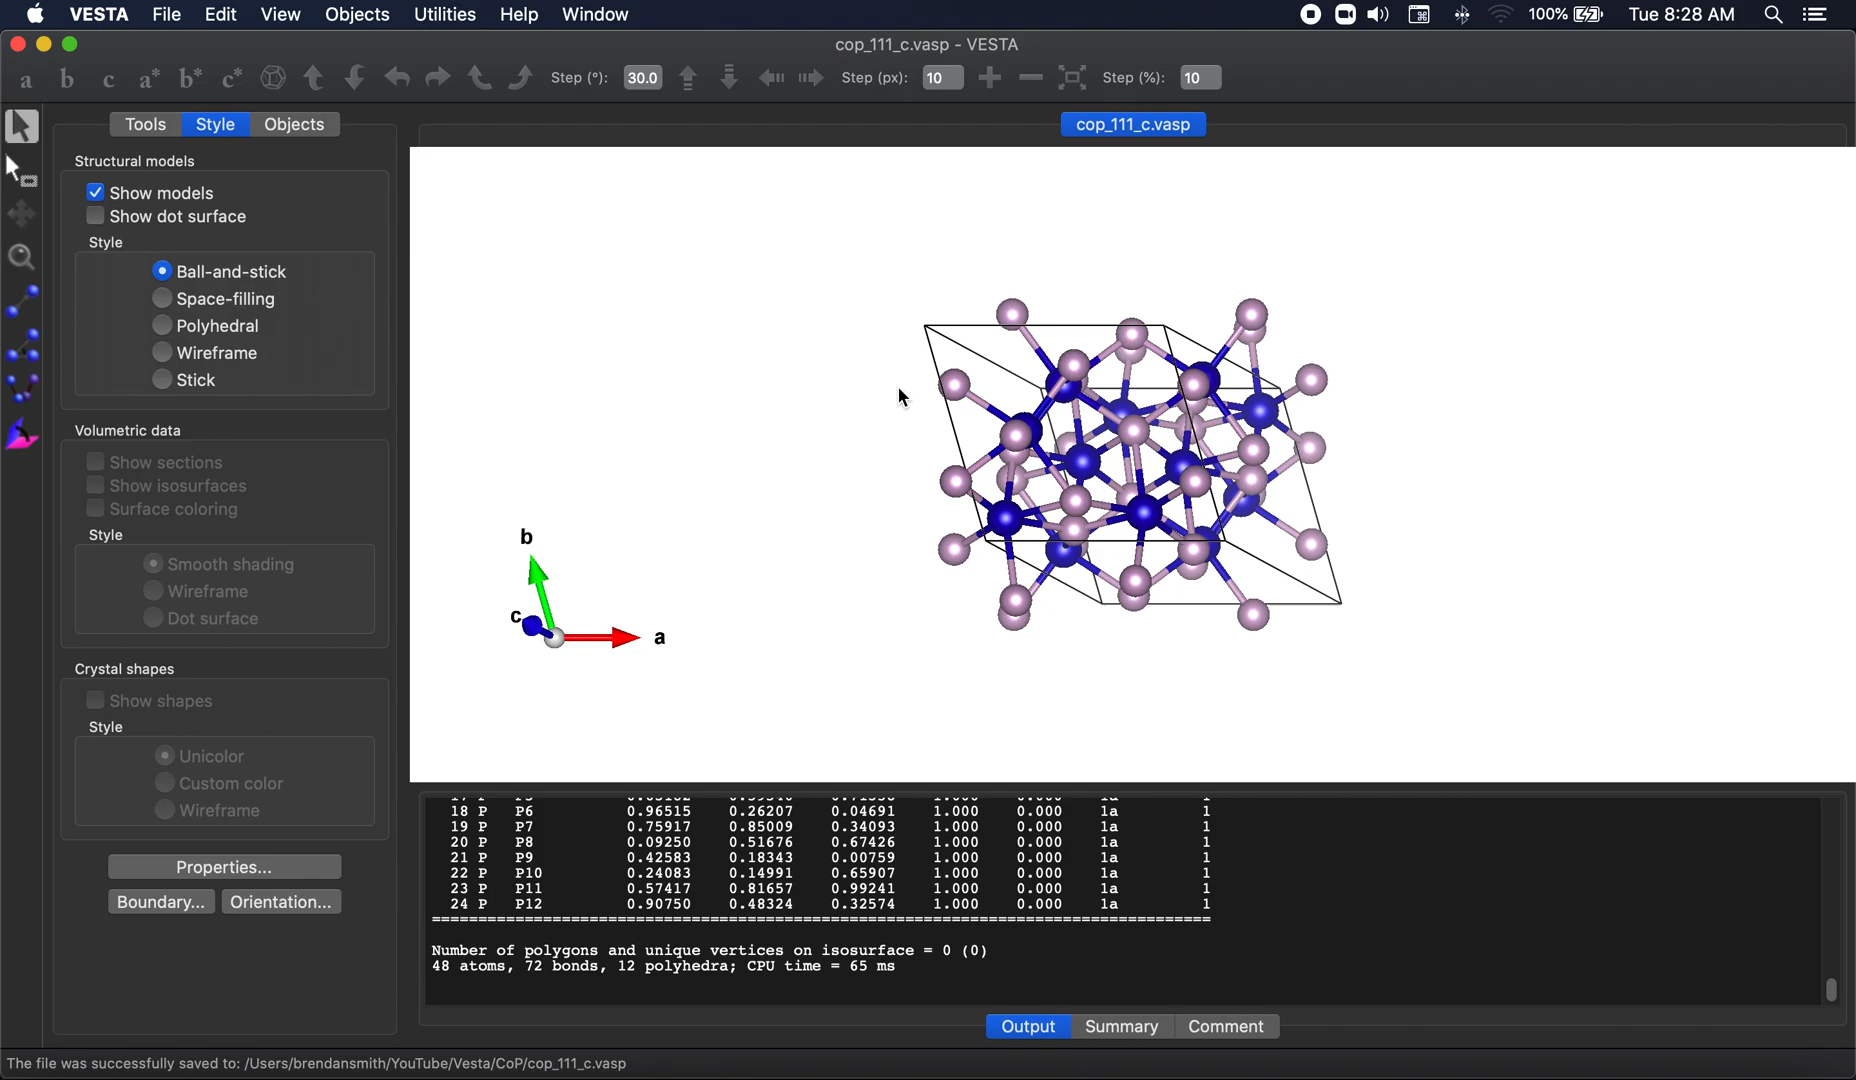 VESTA File Edit View Objects Utilities Help Window 100% Tue 8:28 AM
cop_111_c.vasp - VESTA
a b c a* b* c* Step (°): 30.0 Step (px): 10 Step (%): 10
Tools Style Objects
cop_111_c.vasp
Structural models
Show models
Show dot surface
Style
Ball-and-stick
Space-filling
Polyhedral
Wireframe
Stick
Volumetric data
Show sections
Show isosurfaces
Surface coloring
Style
Smooth shading
Wireframe
Dot surface
Crystal shapes
Show shapes
Style
Unicolor
Custom color
Wireframe
Properties...
Boundary... Orientation...
b
c
a
18 P P6 0.96515 0.26207 0.04691 1.000 0.000 1a 1
19 P P7 0.75917 0.85009 0.34093 1.000 0.000 1a 1
20 P P8 0.09250 0.51676 0.67426 1.000 0.000 1a 1
21 P P9 0.42583 0.18343 0.00759 1.000 0.000 1a 1
22 P P10 0.24083 0.14991 0.65907 1.000 0.000 1a 1
23 P P11 0.57417 0.81657 0.99241 1.000 0.000 1a 1
24 P P12 0.90750 0.48324 0.32574 1.000 0.000 1a 1
Number of polygons and unique vertices on isosurface = 0 (0)
48 atoms, 72 bonds, 12 polyhedra; CPU time = 65 ms
Output Summary Comment
The file was successfully saved to: /Users/brendansmith/YouTube/Vesta/CoP/cop_111_c.vasp